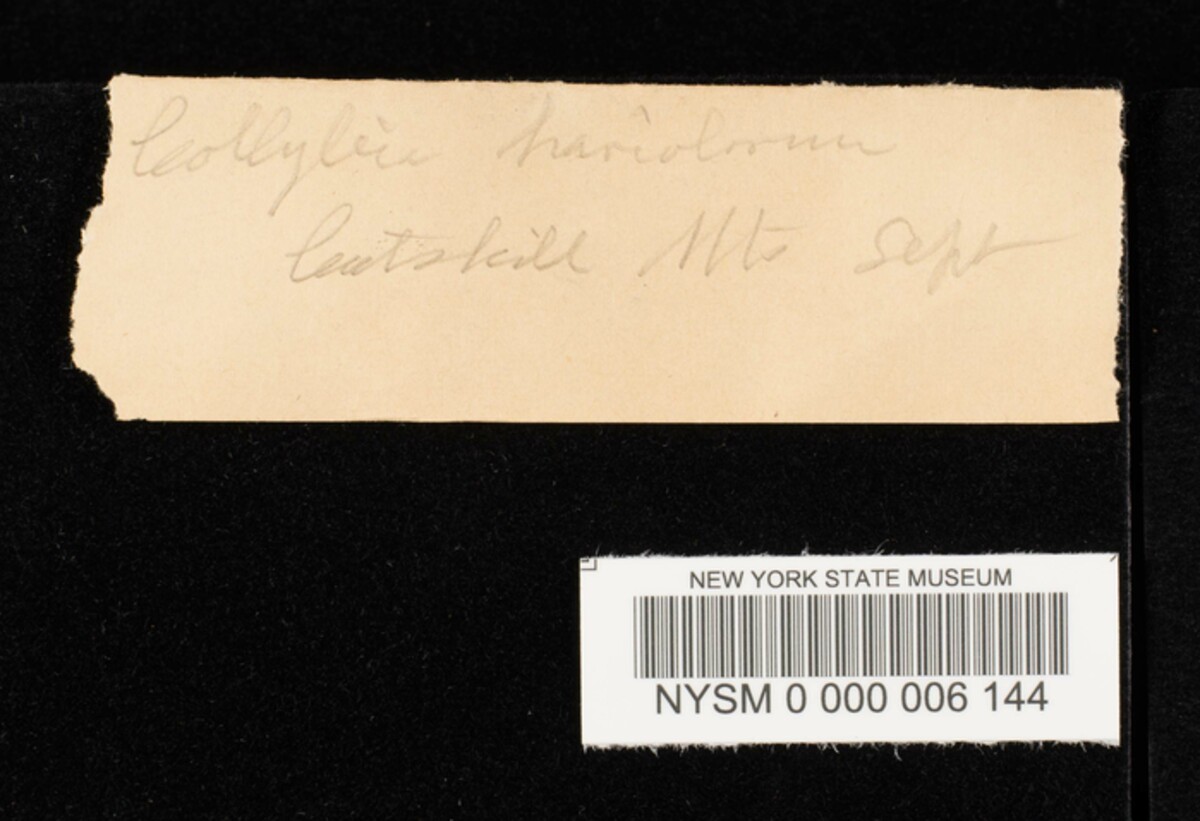 Collybia hariolorum
Catskill Mts Sept
NEW YORK STATE MUSEUM
NYSM 0 000 006 144